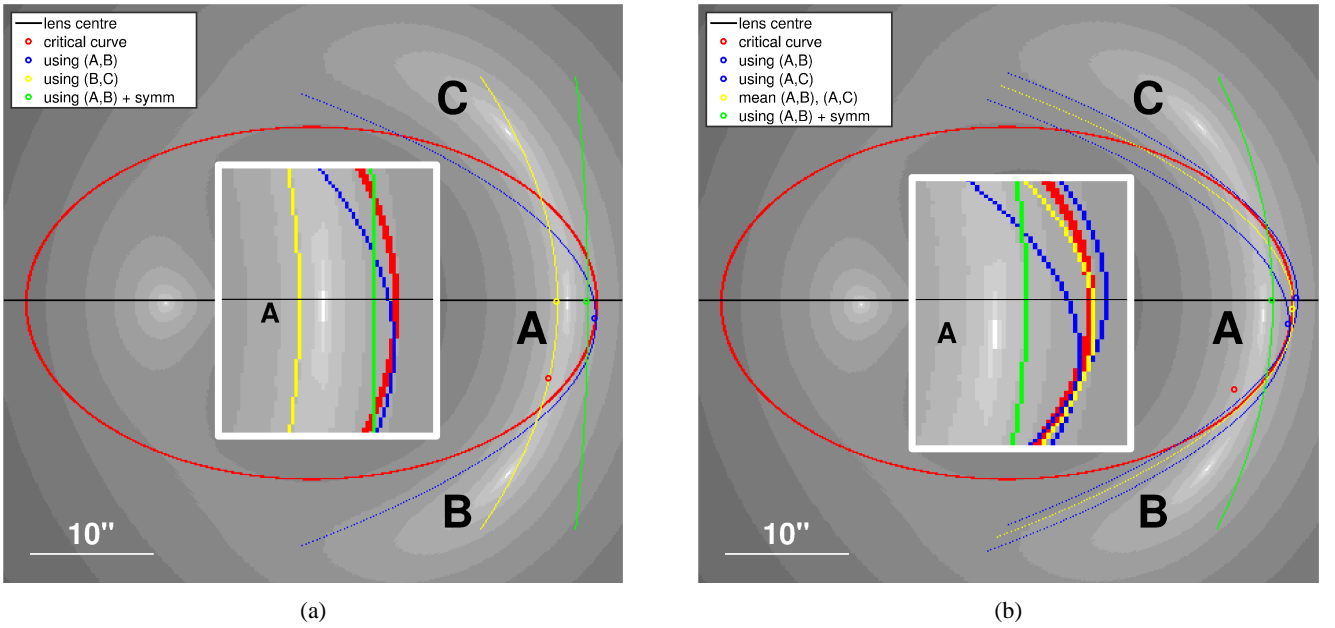 lens centre
critical curve
using (A,B)
using (B,C)
using (A,B) + symm
C
A
A
B
10"
(a)
lens centre
critical curve
using (A,B)
using (A,C)
mean (A,B), (A,C)
using (A,B) + symm
C
A
A
B
10"
(b)